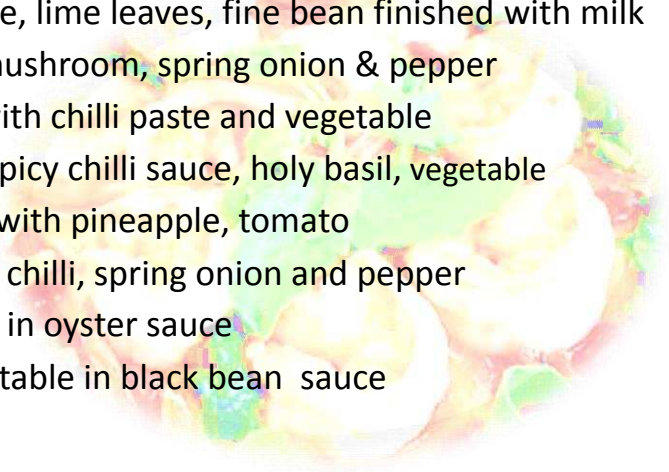 e, lime leaves, fine bean finished with milk
ushroom, spring onion & pepper
ith chilli paste and vegetable
picy chilli sauce, holy basil, vegetable
with pineapple, tomato
chilli, spring onion and pepper
in oyster sauce
table in black bean sauce